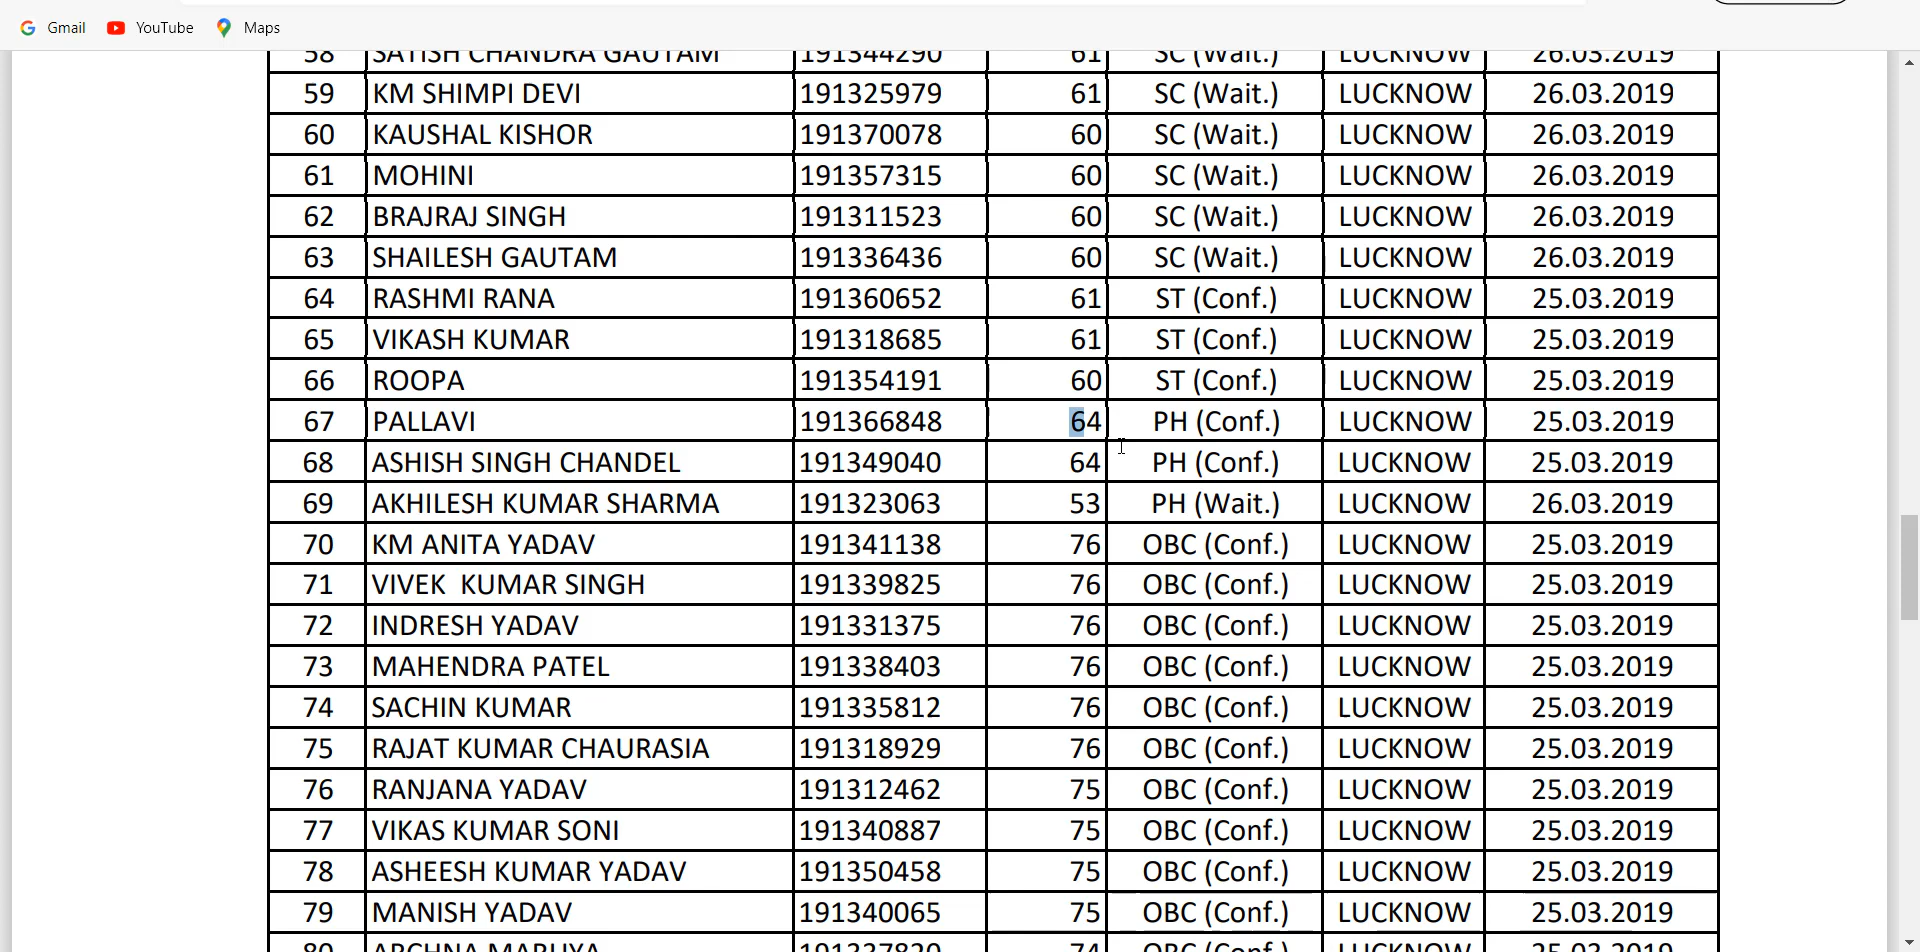 Gmail YouTube Maps
58 SATISH CHANDRA GAUTAM 191344290 61 SC (Wait.) LUCKNOW 26.03.2019
59 KM SHIMPI DEVI 191325979 61 SC (Wait.) LUCKNOW 26.03.2019
60 KAUSHAL KISHOR 191370078 60 SC (Wait.) LUCKNOW 26.03.2019
61 MOHINI 191357315 60 SC (Wait.) LUCKNOW 26.03.2019
62 BRAJRAJ SINGH 191311523 60 SC (Wait.) LUCKNOW 26.03.2019
63 SHAILESH GAUTAM 191336436 60 SC (Wait.) LUCKNOW 26.03.2019
64 RASHMI RANA 191360652 61 ST (Conf.) LUCKNOW 25.03.2019
65 VIKASH KUMAR 191318685 61 ST (Conf.) LUCKNOW 25.03.2019
66 ROOPA 191354191 60 ST (Conf.) LUCKNOW 25.03.2019
67 PALLAVI 191366848 64 PH (Conf.) LUCKNOW 25.03.2019
68 ASHISH SINGH CHANDEL 191349040 64 PH (Conf.) LUCKNOW 25.03.2019
69 AKHILESH KUMAR SHARMA 191323063 53 PH (Wait.) LUCKNOW 26.03.2019
70 KM ANITA YADAV 191341138 76 OBC (Conf.) LUCKNOW 25.03.2019
71 VIVEK  KUMAR SINGH 191339825 76 OBC (Conf.) LUCKNOW 25.03.2019
72 INDRESH YADAV 191331375 76 OBC (Conf.) LUCKNOW 25.03.2019
73 MAHENDRA PATEL 191338403 76 OBC (Conf.) LUCKNOW 25.03.2019
74 SACHIN KUMAR 191335812 76 OBC (Conf.) LUCKNOW 25.03.2019
75 RAJAT KUMAR CHAURASIA 191318929 76 OBC (Conf.) LUCKNOW 25.03.2019
76 RANJANA YADAV 191312462 75 OBC (Conf.) LUCKNOW 25.03.2019
77 VIKAS KUMAR SONI 191340887 75 OBC (Conf.) LUCKNOW 25.03.2019
78 ASHEESH KUMAR YADAV 191350458 75 OBC (Conf.) LUCKNOW 25.03.2019
79 MANISH YADAV 191340065 75 OBC (Conf.) LUCKNOW 25.03.2019